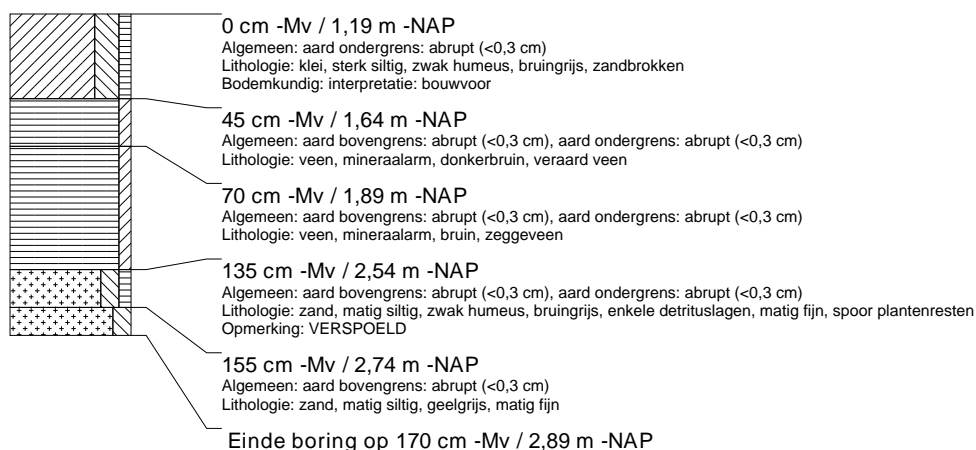 0 cm -Mv / 1,19 m -NAP
Algemeen: aard ondergrens: abrupt (<0,3 cm)
Lithologie: klei, sterk siltig, zwak humeus, bruingrijs, zandbrokken
Bodemkundig: interpretatie: bouwvoor
45 cm -Mv / 1,64 m -NAP
Algemeen: aard bovengrens: abrupt (<0,3 cm), aard ondergrens: abrupt (<0,3 cm)
Lithologie: veen, mineraalarm, donkerbruin, veraard veen
70 cm -Mv / 1,89 m -NAP
Algemeen: aard bovengrens: abrupt (<0,3 cm), aard ondergrens: abrupt (<0,3 cm)
Lithologie: veen, mineraalarm, bruin, zeggeveen
135 cm -Mv / 2,54 m -NAP
Algemeen: aard bovengrens: abrupt (<0,3 cm), aard ondergrens: abrupt (<0,3 cm)
Lithologie: zand, matig siltig, zwak humeus, bruingrijs, enkele detrituslagen, matig fijn, spoor plantenresten
Opmerking: VERSPOELD
155 cm -Mv / 2,74 m -NAP
Algemeen: aard bovengrens: abrupt (<0,3 cm)
Lithologie: zand, matig siltig, geelgrijs, matig fijn
Einde boring op 170 cm -Mv / 2,89 m -NAP